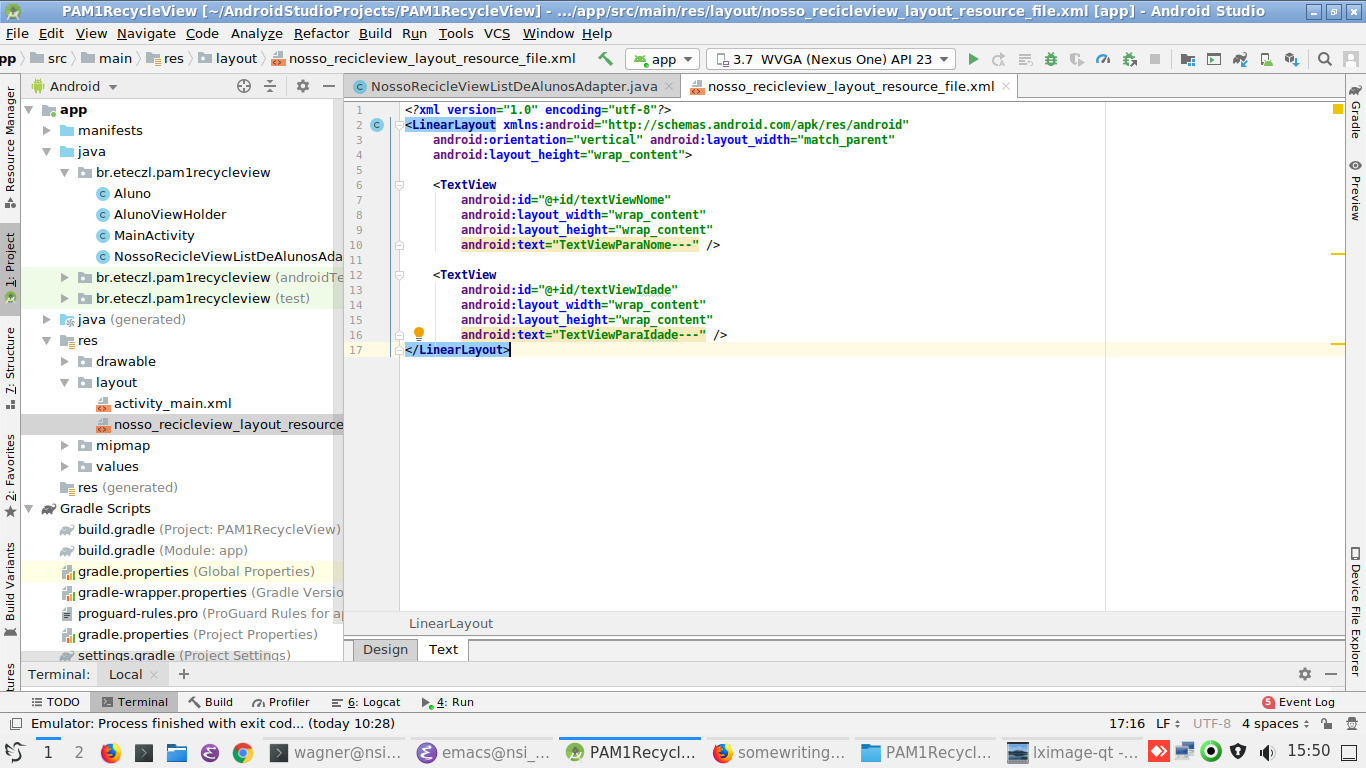 PAM1RecycleView [~/AndroidStudioProjects/PAM1RecycleView] - .../app/src/main/res/layout/nosso_recicleview_layout_resource_file.xml [app] - Android Studio
File Edit View Navigate Code Analyze Refactor Build Run Tools VCS Window Help
pp src main res layout nosso_recicleview_layout_resource_file.xml app 3.7 WVGA (Nexus One) API 23
Android
NossoRecicleViewListDeAlunosAdapter.java
nosso_recicleview_layout_resource_file.xml
Resource Manager
1: Project
7: Structure
2: Favorites
Build Variants
tures
app
manifests
java
br.eteczl.pam1recycleview
Aluno
AlunoViewHolder
MainActivity
NossoRecicleViewListDeAlunosAda
br.eteczl.pam1recycleview (androidTe
br.eteczl.pam1recycleview (test)
java (generated)
res
drawable
layout
activity_main.xml
nosso_recicleview_layout_resource
mipmap
values
res (generated)
Gradle Scripts
build.gradle (Project: PAM1RecycleView)
build.gradle (Module: app)
gradle.properties (Global Properties)
gradle-wrapper.properties (Gradle Versio
proguard-rules.pro (ProGuard Rules for ap
gradle.properties (Project Properties)
settings.gradle (Project Settings)
1 <?xml version="1.0" encoding="utf-8"?>
2 <LinearLayout xmlns:android="http://schemas.android.com/apk/res/android"
3 android:orientation="vertical" android:layout_width="match_parent"
4 android:layout_height="wrap_content">
5
6 <TextView
7 android:id="@+id/textViewNome"
8 android:layout_width="wrap_content"
9 android:layout_height="wrap_content"
10 android:text="TextViewParaNome---" />
11
12 <TextView
13 android:id="@+id/textViewIdade"
14 android:layout_width="wrap_content"
15 android:layout_height="wrap_content"
16 android:text="TextViewParaIdade---" />
17 </LinearLayout>
LinearLayout
Design Text
Gradle
Preview
Device File Explorer
Terminal: Local
TODO Terminal Build Profiler 6: Logcat 4: Run 5 Event Log
Emulator: Process finished with exit cod... (today 10:28) 17:16 LF UTF-8 4 spaces
1 2 wagner@nsi... emacs@nsi_... PAM1Recycl... somewriting... PAM1Recycl... lximage-qt -... 15:50